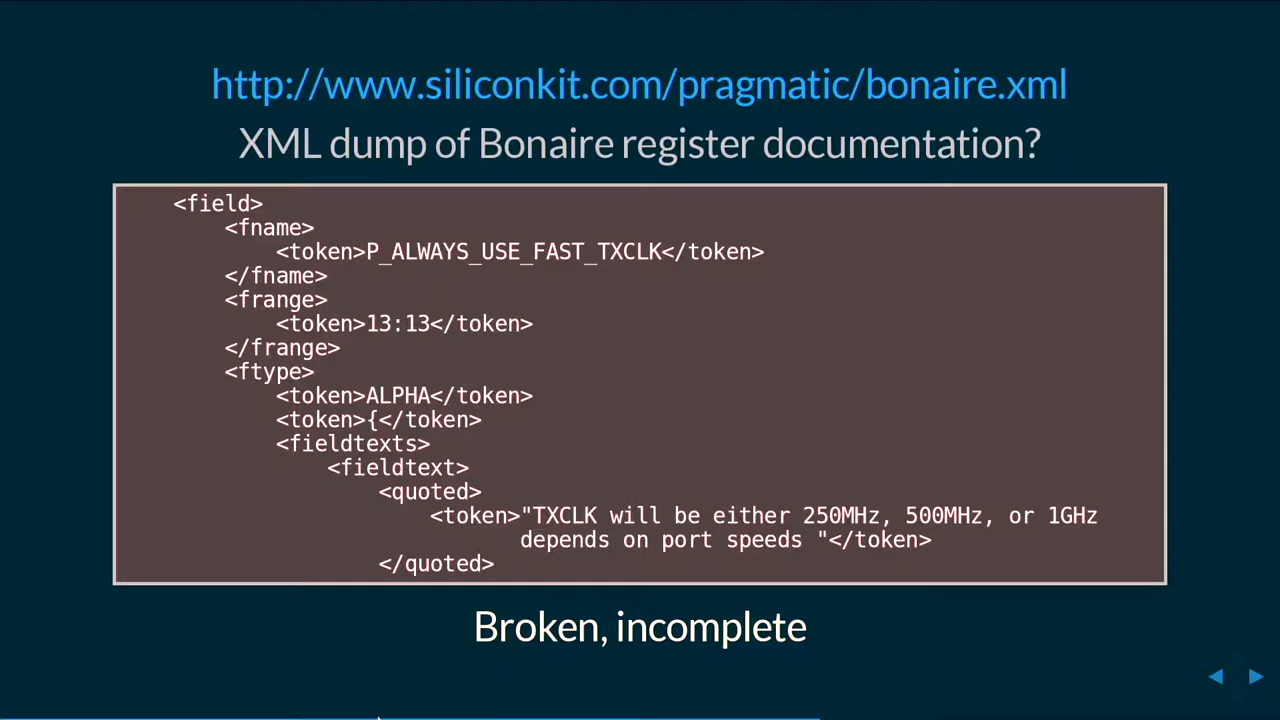 http://www.siliconkit.com/pragmatic/bonaire.xml
XML dump of Bonaire register documentation?
<field>
<fname>
<token>P_ALWAYS_USE_FAST_TXCLK</token>
</fname>
<frange>
<token>13:13</token>
</frange>
<ftype>
<token>ALPHA</token>
<token>{</token>
<fieldtexts>
<fieldtext>
<quoted>
<token>"TXCLK will be either 250MHz, 500MHz, or 1GHz
depends on port speeds "</token>
</quoted>
Broken, incomplete